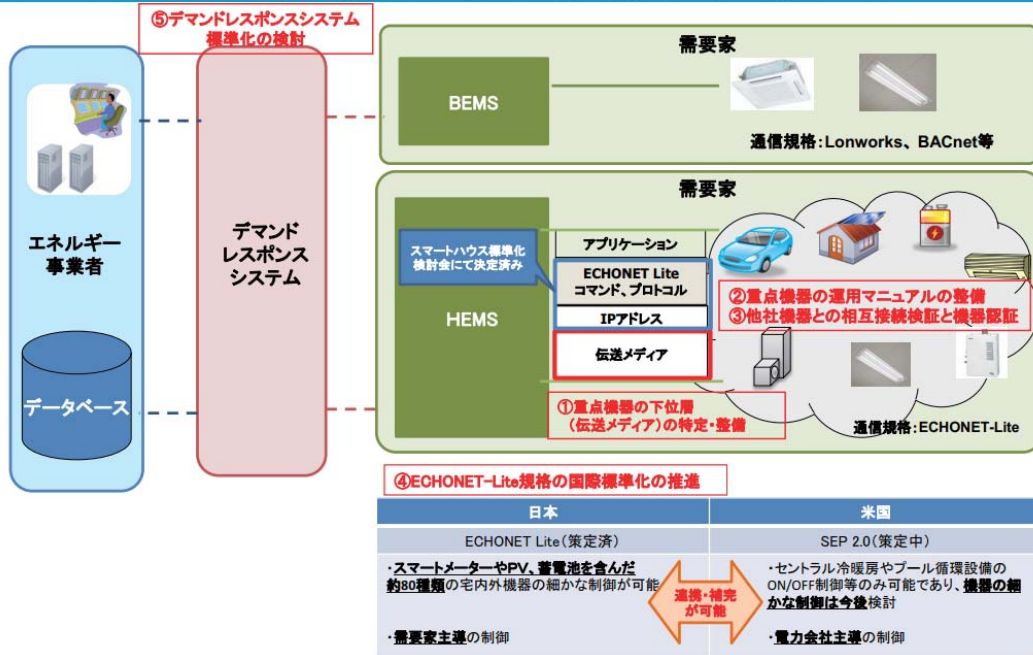 ⑤デマンドレスポンスシステム
標準化の検討
エネルギー
事業者
データベース
デマンド
レスポンス
システム
需要家
BEMS
通信規格:Lonworks、BACnet等
需要家
HEMS
スマートハウス標準化
検討会にて決定済み
アプリケーション
ECHONET Lite
コマンド、プロトコル
IPアドレス
伝送メディア
②重点機器の運用マニュアルの整備
③他社機器との相互接続検証と機器認証
①重点機器の下位層
(伝送メディア)の特定・整備
通信規格:ECHONET-Lite
④ECHONET-Lite規格の国際標準化の推進
日本
米国
ECHONET Lite(策定済)
SEP 2.0(策定中)
・スマートメーターやPV、蓄電池を含んだ
約80種類の宅内外機器の細かな制御が可能
・需要家主導の制御
連携・補完
が可能
・セントラル冷暖房やプール循環設備の
ON/OFF制御等のみ可能であり、機器の細
かな制御は今後検討
・電力会社主導の制御